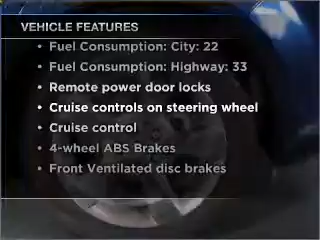 VEHICLE FEATURES
• Fuel Consumption: City: 22
• Fuel Consumption: Highway: 33
• Remote power door locks
• Cruise controls on steering wheel
• Cruise control
• 4-wheel ABS Brakes
• Front Ventilated disc brakes